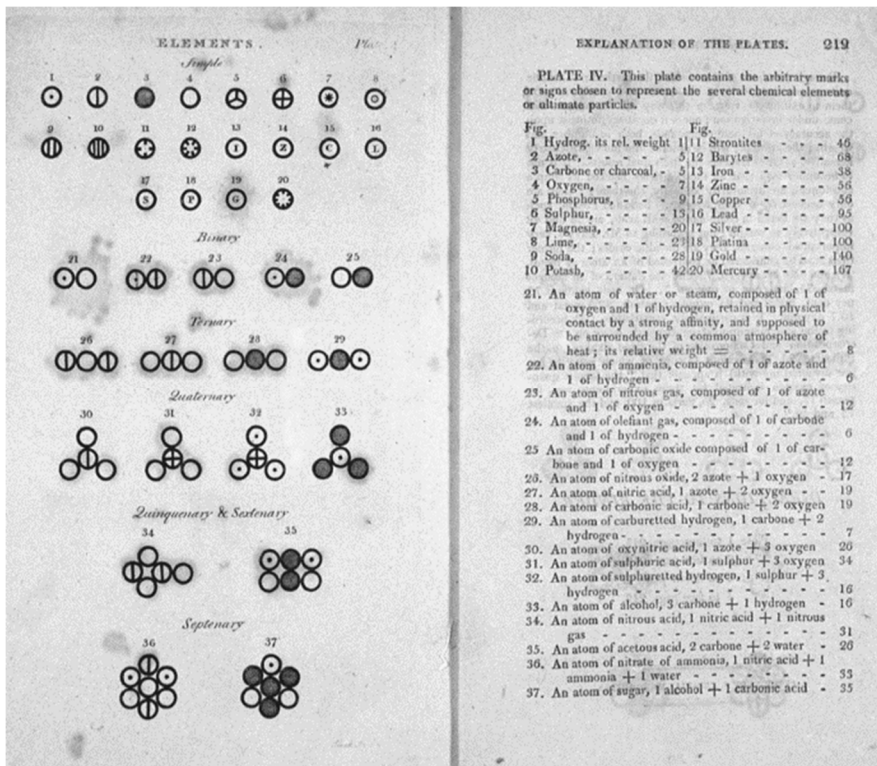 ELEMENTS.
Simple
1 2 3 4 5 6 7 8
9 10 11 12 13 14 15 16
I Z C L
17 18 19 20
S P G
Binary
21 22 23 24 25
Ternary
26 27 28 29
Quaternary
30 31 32 33
Quinquenary & Sextenary
34 35
Septenary
36 37
EXPLANATION OF THE PLATES. 219
PLATE IV. This plate contains the arbitrary marks
or signs chosen to represent the several chemical elements
or ultimate particles.
Fig. Fig.
1 Hydrog. its rel. weight 1 11 Strontites - - - 46
2 Azote, - - - - 5 12 Barytes - - - - 68
3 Carbone or charcoal, - 5 13 Iron - - - - 38
4 Oxygen, - - - - 7 14 Zinc - - - - 56
5 Phosphorus, - - - 9 15 Copper - - - 56
6 Sulphur, - - - - 13 16 Lead - - - - 95
7 Magnesia, - - - 20 17 Silver - - - - 100
8 Lime, - - - - 18 Platina - - - 100
9 Soda, - - - - 28 19 Gold - - - - 140
10 Potash, - - - - 42 20 Mercury - - - 167
21. An atom of water or steam, composed of 1 of
oxygen and 1 of hydrogen, retained in physical
contact by a strong affinity, and supposed to
be surrounded by a common atmosphere of
heat; its relative weight = - - - - 8
22. An atom of ammonia, composed of 1 of azote and
1 of hydrogen - - - - - - - - - 6
23. An atom of nitrous gas, composed of 1 of azote
and 1 of oxygen - - - - - - - - 12
24. An atom of olefiant gas, composed of 1 of carbone
and 1 of hydrogen - - - - - - - 6
25 An atom of carbonic oxide composed of 1 of car-
bone and 1 of oxygen - - - - - - 12
26. An atom of nitrous oxide, 2 azote + 1 oxygen - 17
27. An atom of nitric acid, 1 azote + 2 oxygen - - 19
28. An atom of carbonic acid, 1 carbone + 2 oxygen 19
29. An atom of carburetted hydrogen, 1 carbone + 2
hydrogen - - - - - - - - - - 7
30. An atom of oxynitric acid, 1 azote + 3 oxygen 26
31. An atom of sulphuric acid, 1 sulphur + 3 oxygen 34
32. An atom of sulphuretted hydrogen, 1 sulphur + 3
hydrogen - - - - - - - - - - 16
33. An atom of alcohol, 3 carbone + 1 hydrogen - 16
34. An atom of nitrous acid, 1 nitric acid + 1 nitrous
gas - - - - - - - - - - - - 31
35. An atom of acetous acid, 2 carbone + 2 water - 26
36. An atom of nitrate of ammonia, 1 nitric acid + 1
ammonia + 1 water - - - - - - - 33
37. An atom of sugar, 1 alcohol + 1 carbonic acid - 35